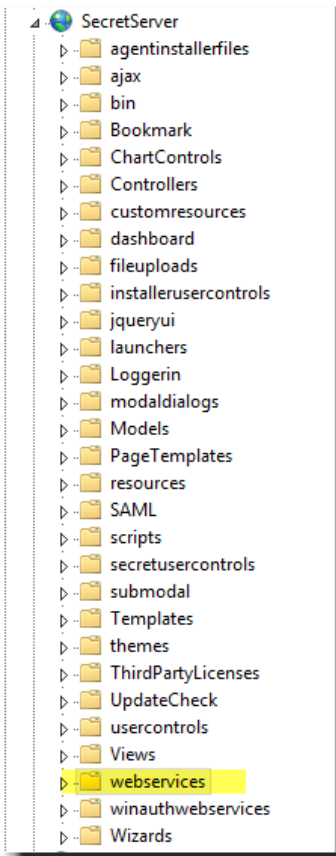 SecretServer
agentinstallerfiles
ajax
bin
Bookmark
ChartControls
Controllers
customresources
dashboard
fileuploads
installerusercontrols
jqueryui
launchers
Loggerin
modaldialogs
Models
PageTemplates
resources
SAML
scripts
secretusercontrols
submodal
Templates
themes
ThirdPartyLicenses
UpdateCheck
usercontrols
Views
webservices
winauthwebservices
Wizards